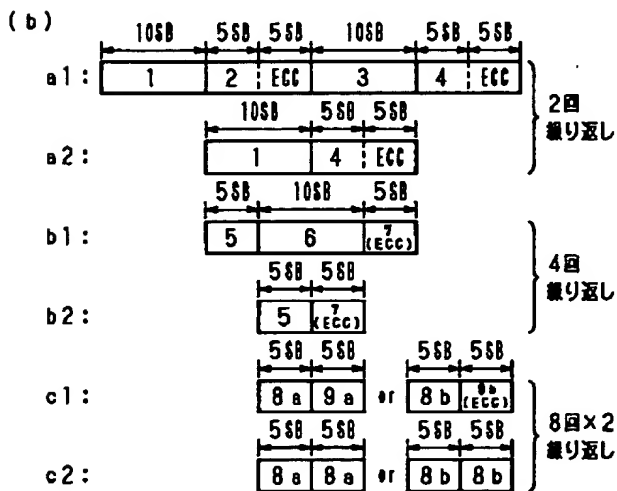 (b)
10SB 5SB 5SB 10SB 5SB 5SB
a1: 1 2 ECC 3 4 ECC
10SB 5SB 5SB
a2: 1 4 ECC
2回
繰り返し
5SB 10SB 5SB
b1: 5 6 7
(ECC)
5SB 5SB
b2: 5 7
(ECC)
4回
繰り返し
5SB 5SB 5SB 5SB
c1: 8a 9a or 8b 9b
(ECC)
5SB 5SB 5SB 5SB
c2: 8a 8a or 8b 8b
8回×2
繰り返し